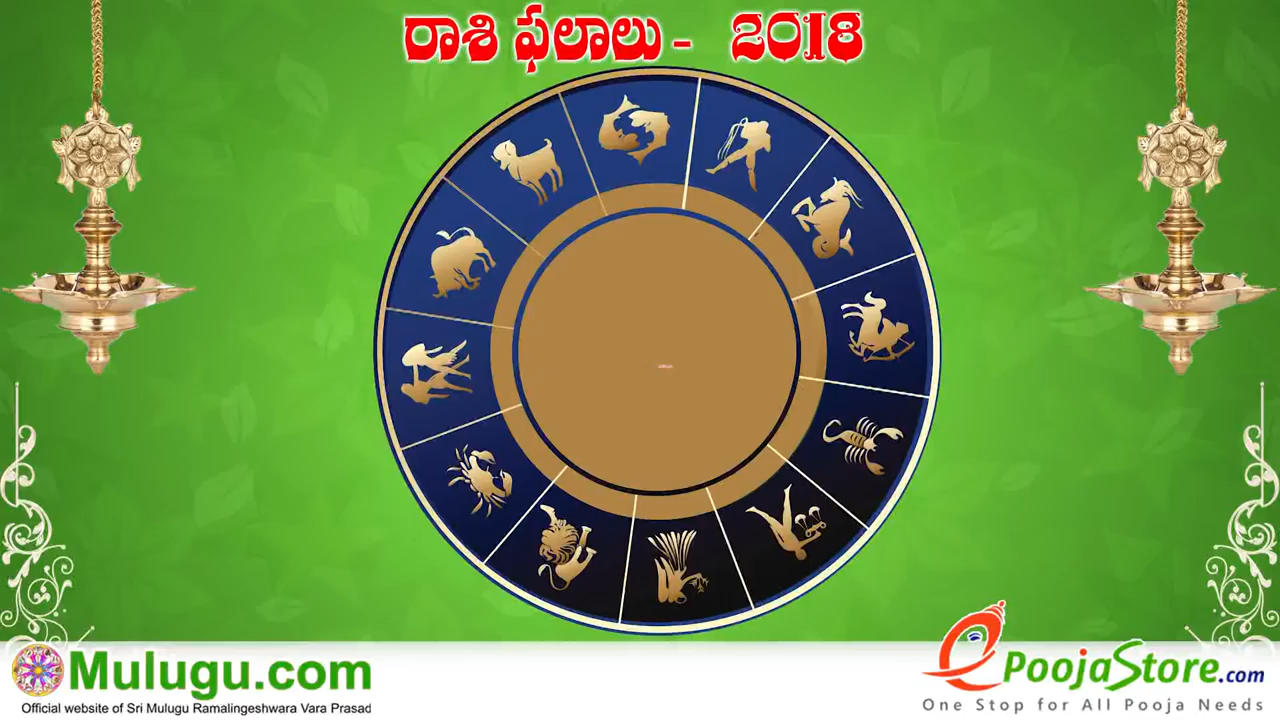 రాశి ఫలాలు - 2018
Mulugu.com
Official website of Sri Mulugu Ramalingeshwara Vara Prasad
ePoojaStore.com
One Stop for All Pooja Needs